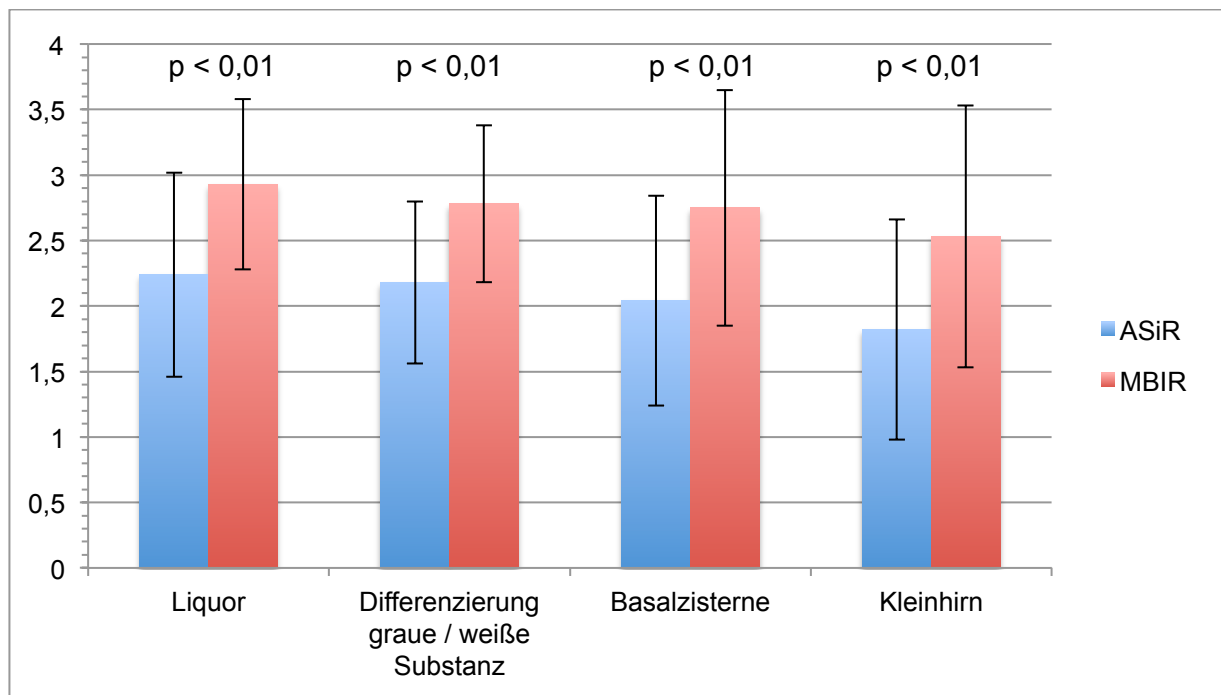 4
3,5
3
2,5
2
1,5
1
0,5
0
p < 0,01
p < 0,01
p < 0,01
p < 0,01
Liquor
Differenzierung
graue / weiße
Substanz
Basalzisterne
Kleinhirn
ASiR
MBIR